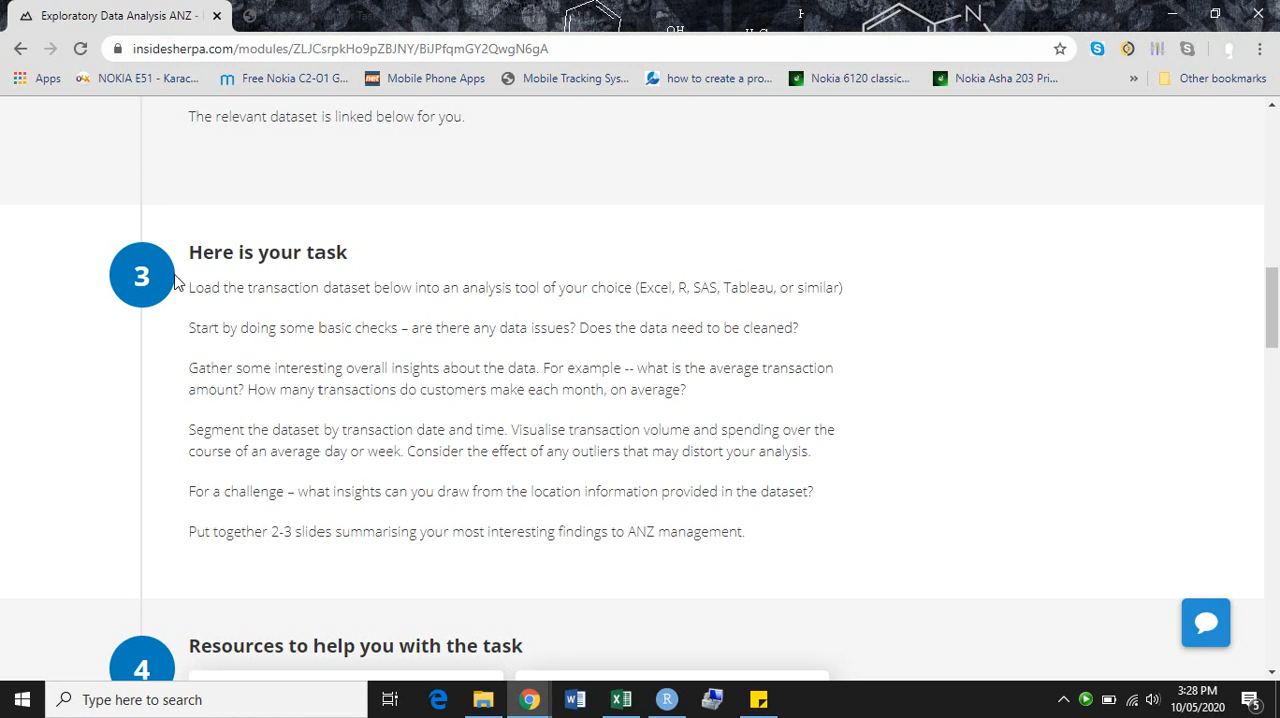 Exploratory Data Analysis ANZ -
insidesherpa.com/modules/ZLJCsrpkHo9pZBJNY/BiJPfqmGY2QwgN6gA
Apps
NOKIA E51 - Karac...
Free Nokia C2-O1 G...
Mobile Phone Apps
Mobile Tracking Sys...
how to create a pro...
Nokia 6120 classic...
Nokia Asha 203 Pri...
»
Other bookmarks
The relevant dataset is linked below for you.
3
Here is your task
Load the transaction dataset below into an analysis tool of your choice (Excel, R, SAS, Tableau, or similar)
Start by doing some basic checks – are there any data issues? Does the data need to be cleaned?
Gather some interesting overall insights about the data. For example -- what is the average transaction
amount? How many transactions do customers make each month, on average?
Segment the dataset by transaction date and time. Visualise transaction volume and spending over the
course of an average day or week. Consider the effect of any outliers that may distort your analysis.
For a challenge – what insights can you draw from the location information provided in the dataset?
Put together 2-3 slides summarising your most interesting findings to ANZ management.
4
Resources to help you with the task
Type here to search
3:28 PM
10/05/2020
5